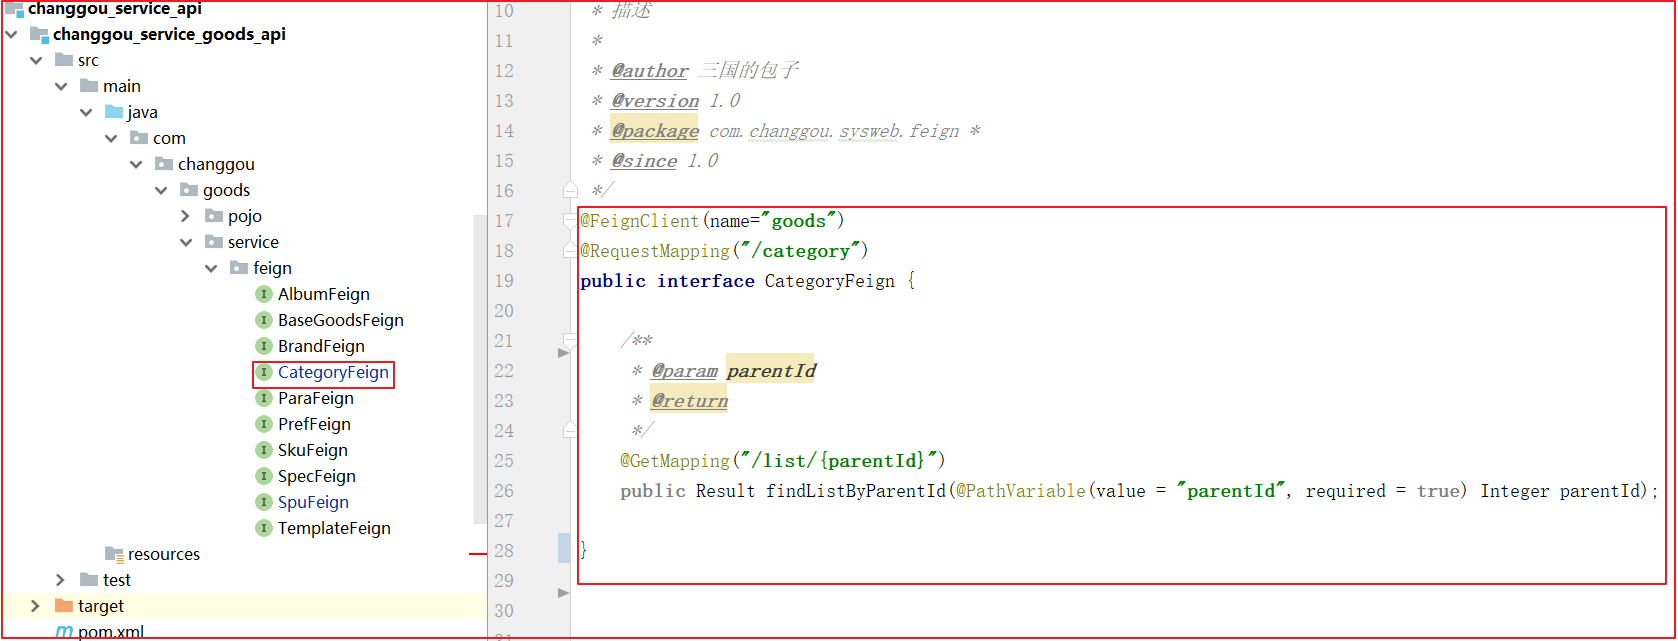 changgou_service_api
changgou_service_goods_api
src
main
java
com
changgou
goods
pojo
service
feign
AlbumFeign
BaseGoodsFeign
BrandFeign
CategoryFeign
ParaFeign
PrefFeign
SkuFeign
SpecFeign
SpuFeign
TemplateFeign
resources
test
target
pom.xml
10 * 描述
11 *
12 * @author 三国的包子
13 * @version 1.0
14 * @package com.changgou.sysweb.feign *
15 * @since 1.0
16 */
17 @FeignClient(name="goods")
18 @RequestMapping("/category")
19 public interface CategoryFeign {
20
21 /**
22 * @param parentId
23 * @return
24 */
25 @GetMapping("/list/{parentId}")
26 public Result findListByParentId(@PathVariable(value = "parentId", required = true) Integer parentId);
27
28 }
29
30